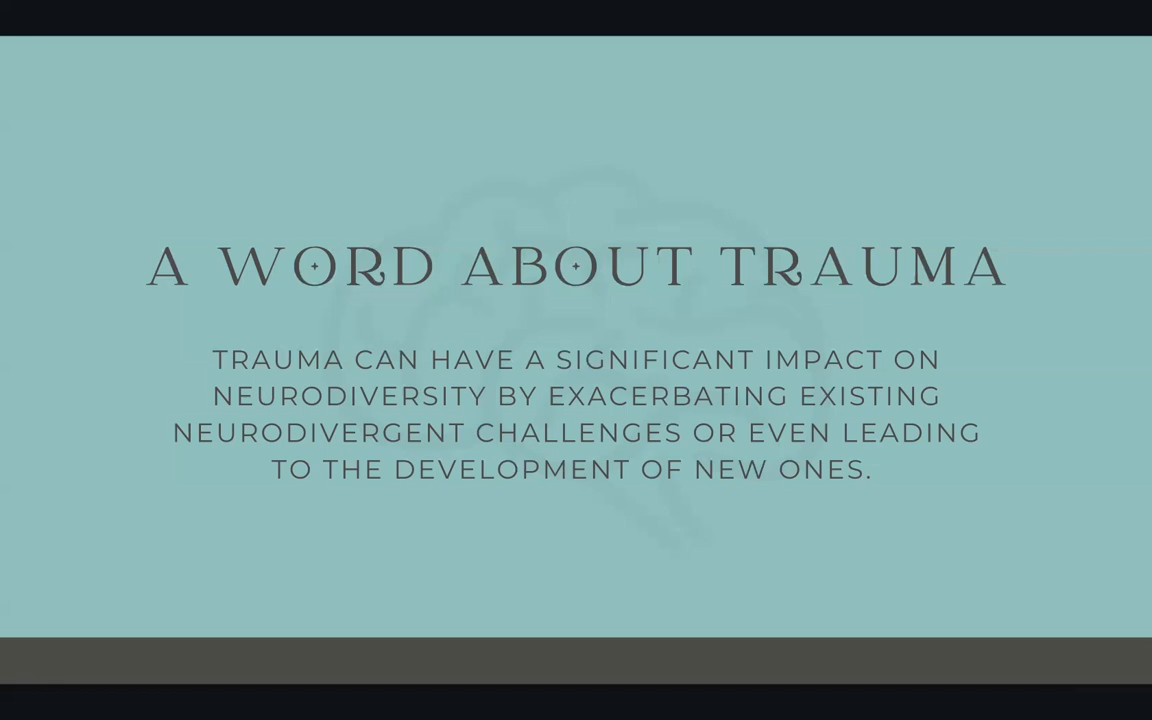 A WORD ABOUT TRAUMA
TRAUMA CAN HAVE A SIGNIFICANT IMPACT ON
NEURODIVERSITY BY EXACERBATING EXISTING
NEURODIVERGENT CHALLENGES OR EVEN LEADING
TO THE DEVELOPMENT OF NEW ONES.